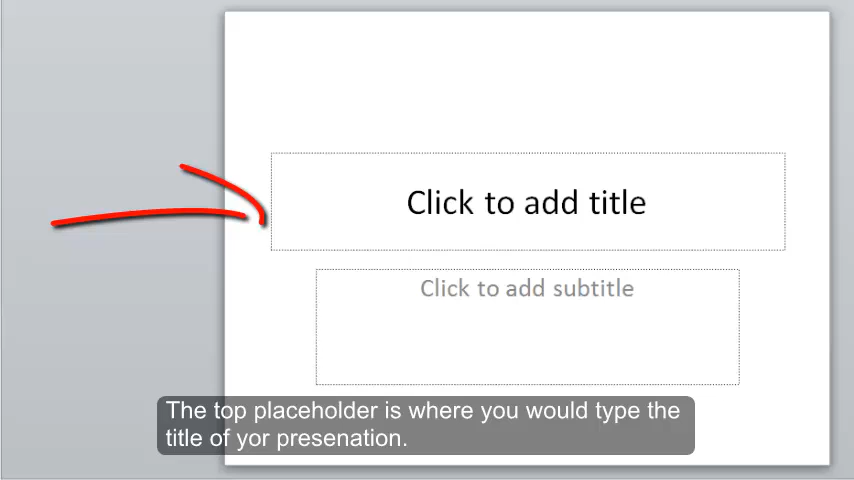 Click to add title
Click to add subtitle
The top placeholder is where you would type the
title of yor presenation.